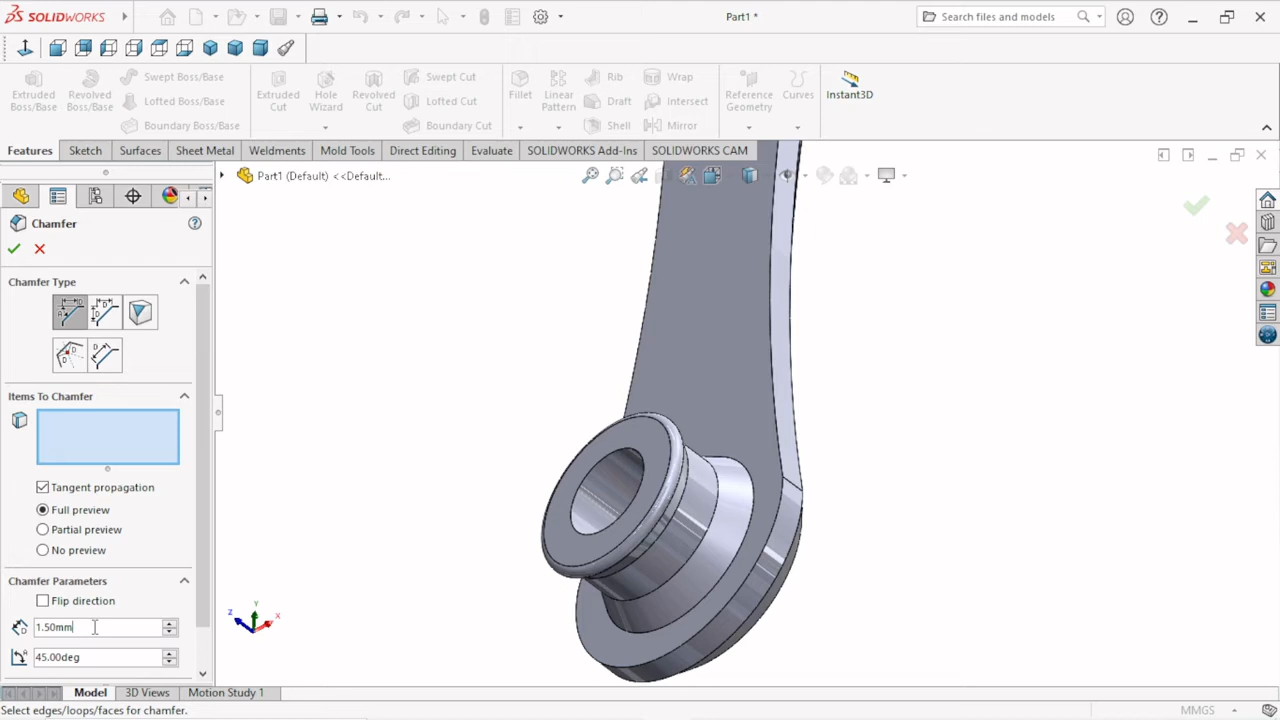 SOLIDWORKS
Part1 *
Search files and models
Extruded Boss/Base
Revolved Boss/Base
Swept Boss/Base
Lofted Boss/Base
Boundary Boss/Base
Extruded Cut
Hole Wizard
Revolved Cut
Swept Cut
Lofted Cut
Boundary Cut
Fillet
Linear Pattern
Rib
Draft
Shell
Wrap
Intersect
Mirror
Reference Geometry
Curves
Instant3D
Features
Sketch
Surfaces
Sheet Metal
Weldments
Mold Tools
Direct Editing
Evaluate
SOLIDWORKS Add-Ins
SOLIDWORKS CAM
Part1 (Default) <<Default...
Chamfer
Chamfer Type
Items To Chamfer
Tangent propagation
Full preview
Partial preview
No preview
Chamfer Parameters
Flip direction
1.50mm
45.00deg
Y
Z
X
Model
3D Views
Motion Study 1
Select edges/loops/faces for chamfer.
MMGS